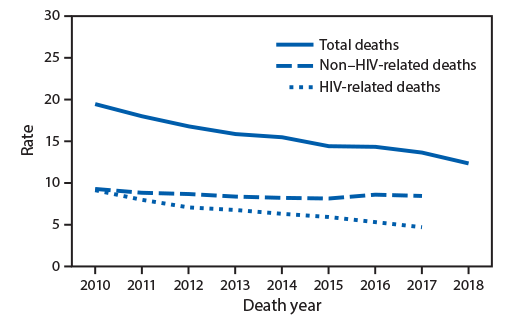 30
25
20
15
10
5
0
Rate
Total deaths
Non–HIV-related deaths
HIV-related deaths
2010 2011 2012 2013 2014 2015 2016 2017 2018
Death year